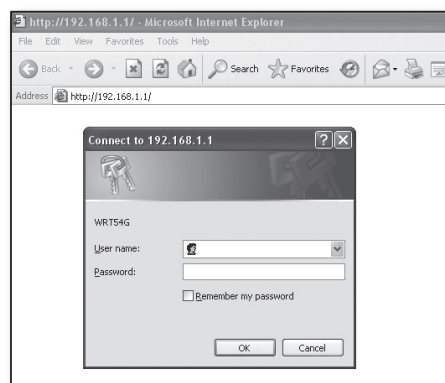 http://192.168.1.1/ - Microsoft Internet Explorer
File Edit View Favorites Tools Help
Back Search Favorites
Address http://192.168.1.1/
Connect to 192.168.1.1
WRT54G
User name:
Password:
Remember my password
OK Cancel